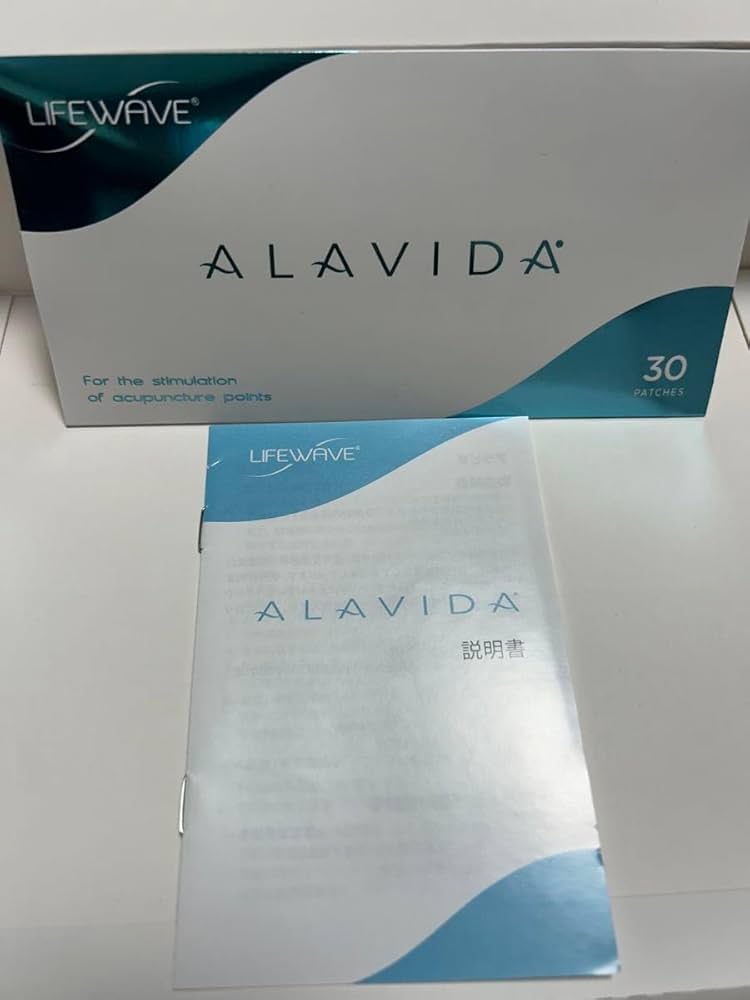 LIFEWAVE®
ALAVIDA
For the stimulation
of acupuncture points
30
PATCHES
LIFEWAVE®
ALAVIDA
説明書